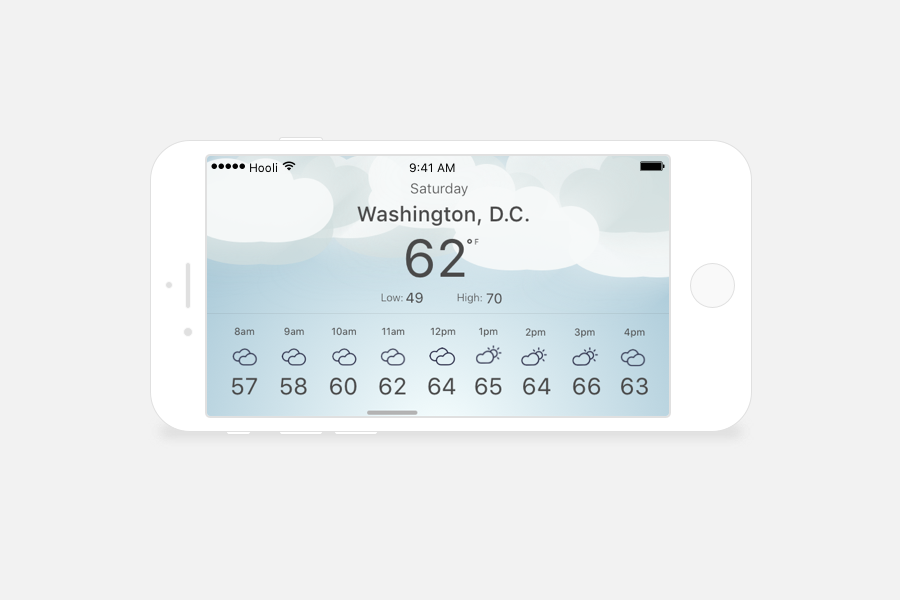 Hooli 9:41 AM
Saturday
Washington, D.C.
62°F
Low: 49 High: 70
8am 9am 10am 11am 12pm 1pm 2pm 3pm 4pm
57 58 60 62 64 65 64 66 63